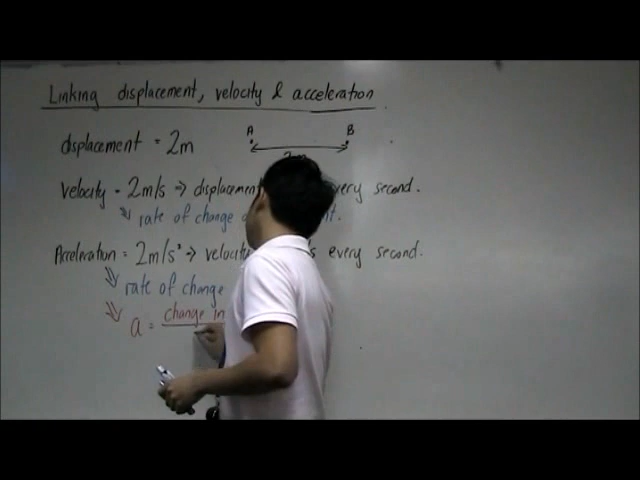 Linking displacement, velocity & acceleration
A B
displacement = 2m
velocity = 2m/s => displacement every second.
rate of change
Acceleration = 2m/s² => velocity every second.
rate of change
a = change in